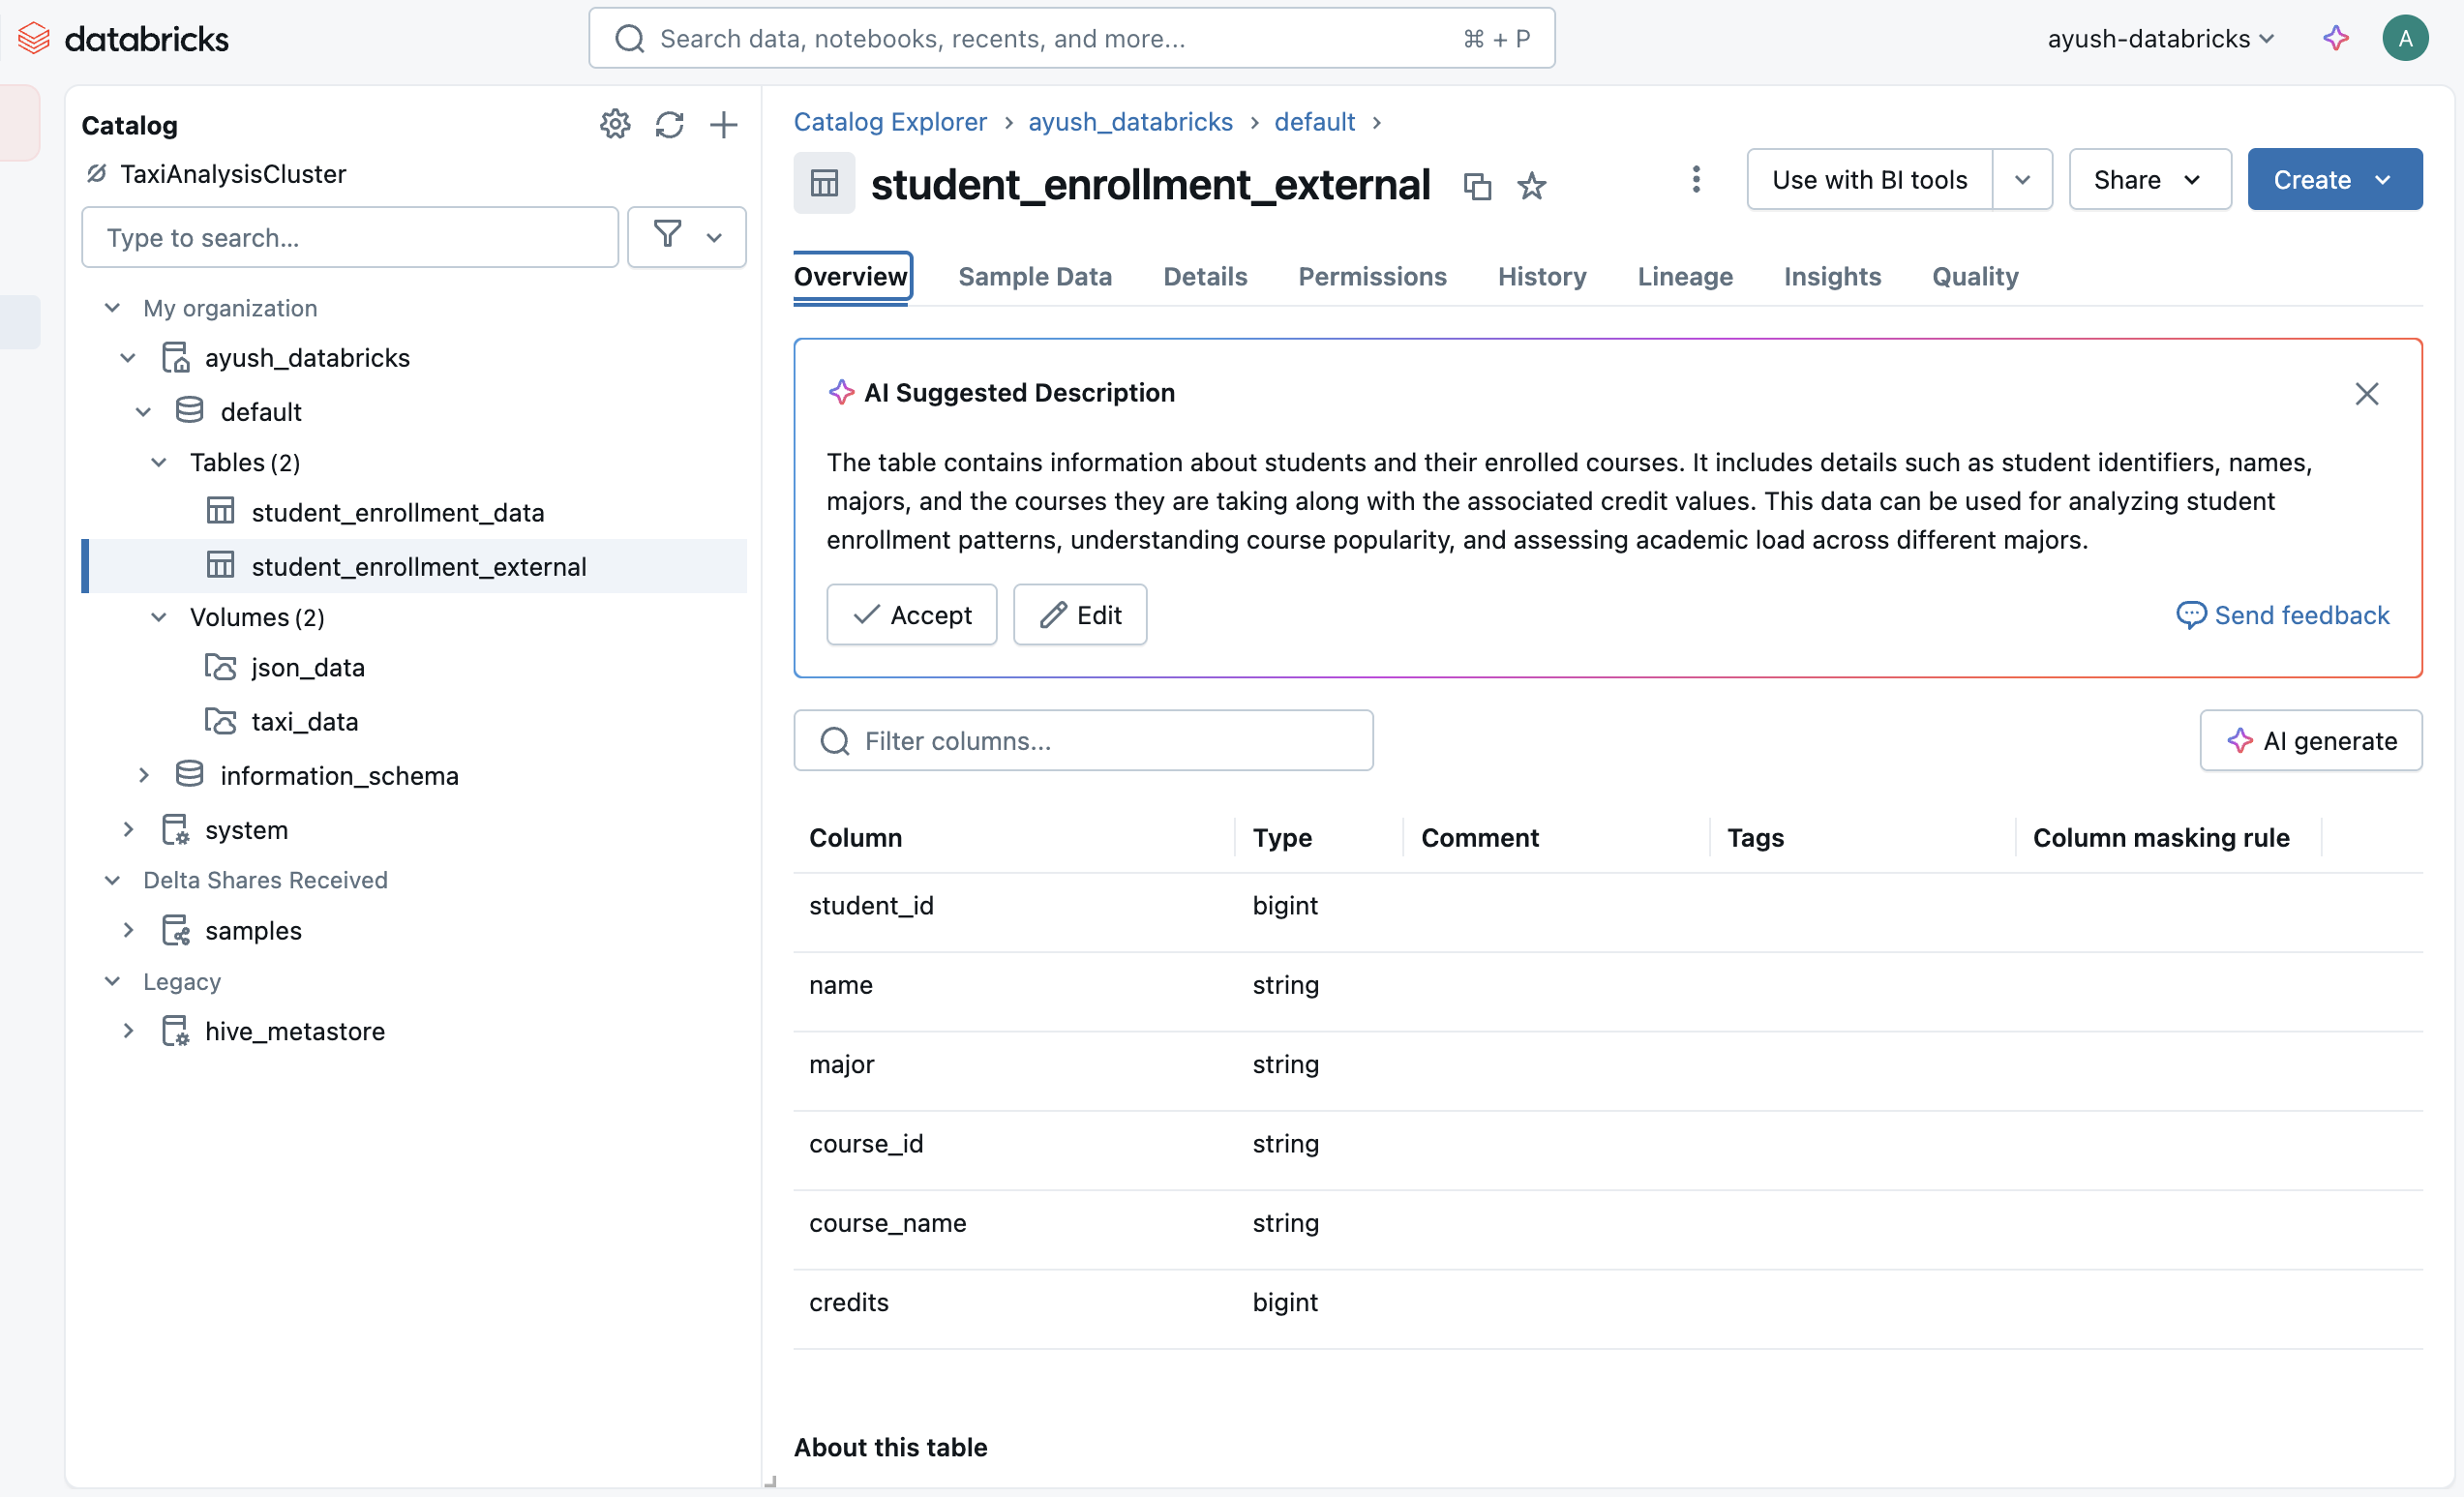 databricks
Search data, notebooks, recents, and more...
⌘ + P
ayush-databricks
A
Catalog
TaxiAnalysisCluster
Type to search...
My organization
ayush_databricks
default
Tables (2)
student_enrollment_data
student_enrollment_external
Volumes (2)
json_data
taxi_data
information_schema
system
Delta Shares Received
samples
Legacy
hive_metastore
Catalog Explorer > ayush_databricks > default >
student_enrollment_external
Use with BI tools
Share
Create
Overview Sample Data Details Permissions History Lineage Insights Quality
AI Suggested Description
The table contains information about students and their enrolled courses. It includes details such as student identifiers, names,
majors, and the courses they are taking along with the associated credit values. This data can be used for analyzing student
enrollment patterns, understanding course popularity, and assessing academic load across different majors.
Accept
Edit
Send feedback
Filter columns...
AI generate
Column Type Comment Tags Column masking rule
student_id bigint
name string
major string
course_id string
course_name string
credits bigint
About this table